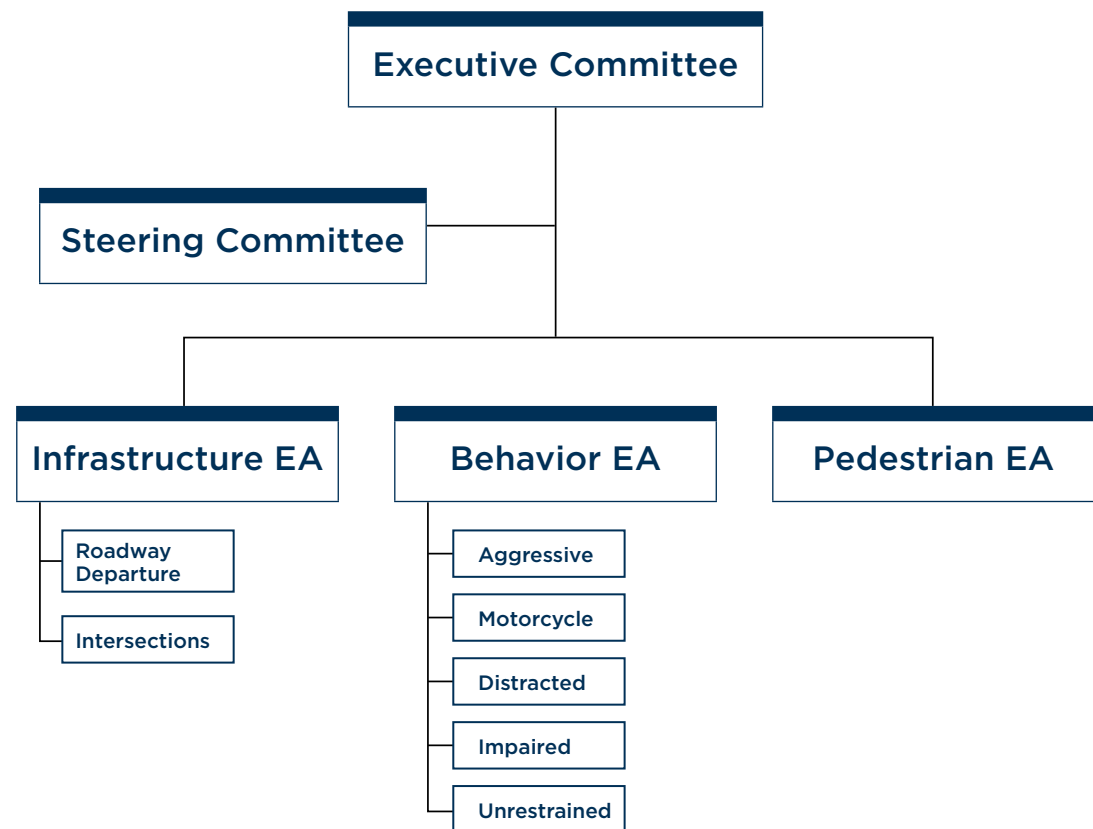 Executive Committee
Steering Committee
Infrastructure EA
Roadway
Departure
Intersections
Behavior EA
Aggressive
Motorcycle
Distracted
Impaired
Unrestrained
Pedestrian EA